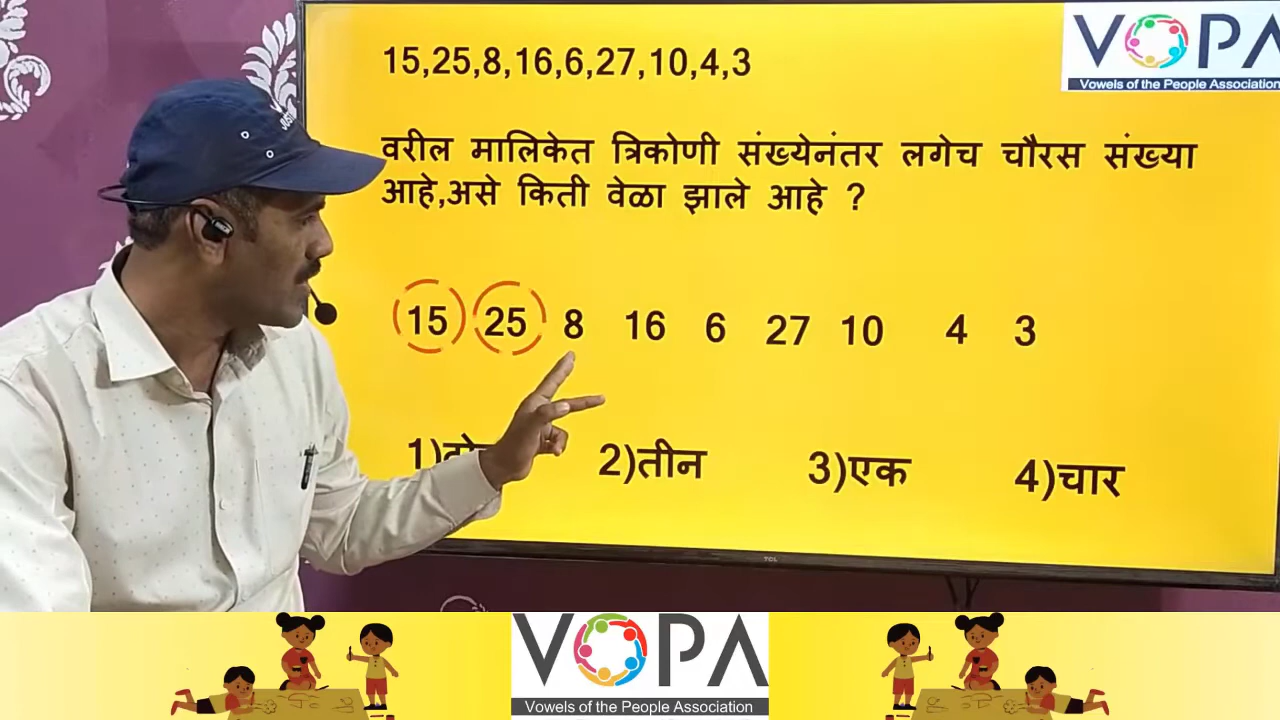 VOPA
Vowels of the People Association
15,25,8,16,6,27,10,4,3
वरील मालिकेत त्रिकोणी संख्येनंतर लगेच चौरस संख्या
आहे,असे किती वेळा झाले आहे ?
15 25 8 16 6 27 10 4 3
1) 2)तीन 3)एक 4)चार
TCL
VOPA
Vowels of the People Association